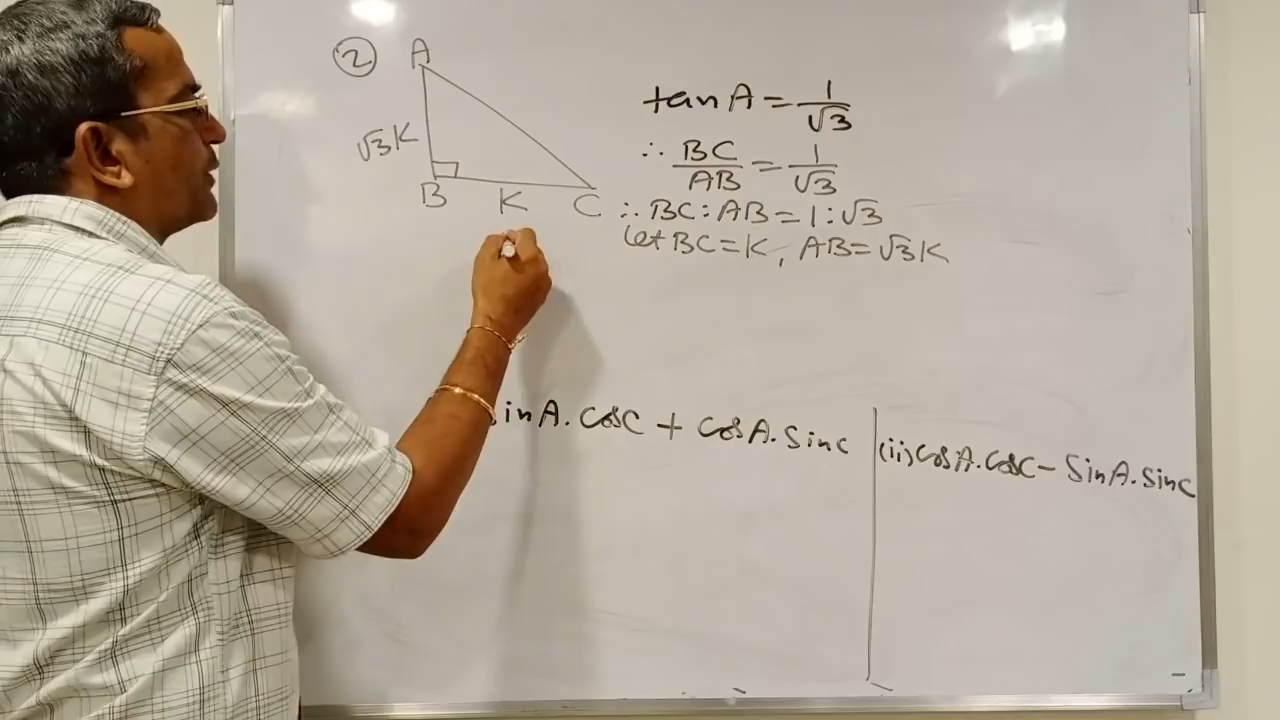 2
A
√3K
B
K
C
tanA = 1/√3
∴ BC/AB = 1/√3
∴ BC:AB = 1:√3
let BC = K, AB = √3K
inA.cosC + cosA.sinc
(ii) cosA.cosC - SinA.sinc